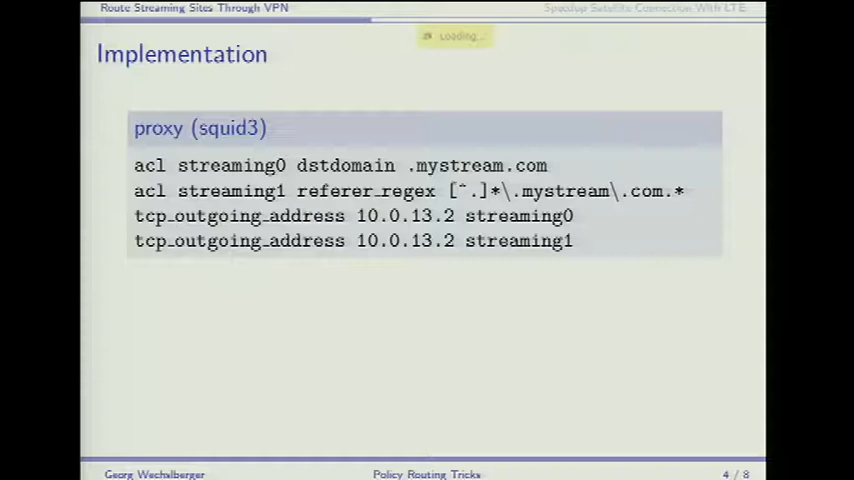 Route Streaming Sites Through VPN
Speedup Satellite Connection With LTE
Loading...
Implementation
proxy (squid3)
acl streaming0 dstdomain .mystream.com
acl streaming1 referer_regex [^.]*\.mystream\.com.*
tcp_outgoing_address 10.0.13.2 streaming0
tcp_outgoing_address 10.0.13.2 streaming1
Georg Wechslberger
Policy Routing Tricks
4 / 8